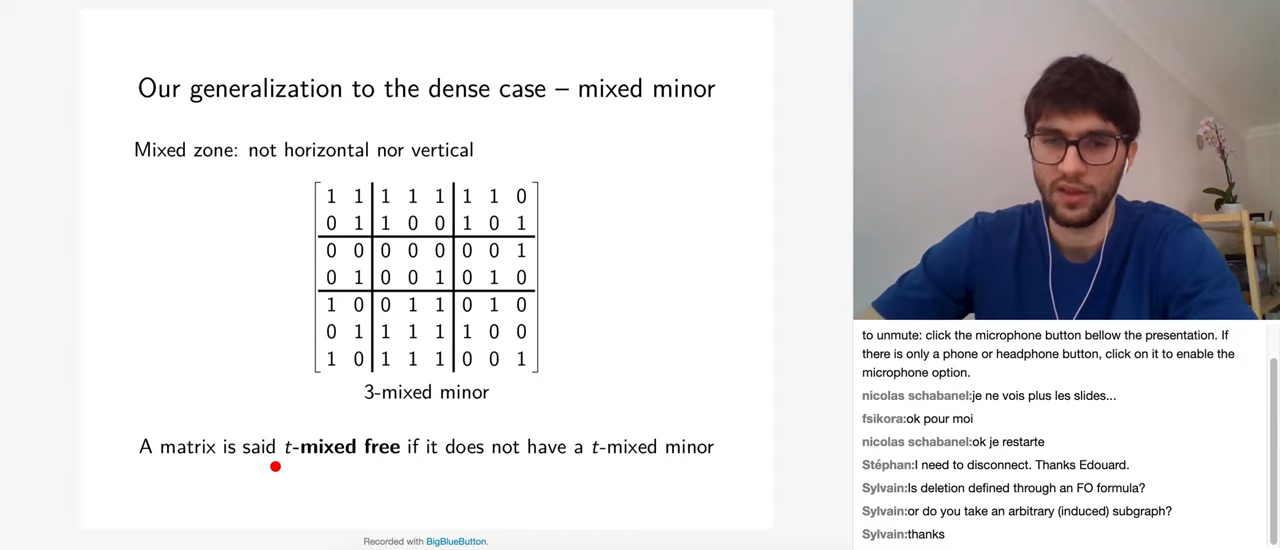 Our generalization to the dense case – mixed minor
Mixed zone: not horizontal nor vertical
1 1 1 1 1 1 1 0
0 1 1 0 0 1 0 1
0 0 0 0 0 0 0 1
0 1 0 0 1 0 1 0
1 0 0 1 1 0 1 0
0 1 1 1 1 1 0 0
1 0 1 1 1 0 0 1
3-mixed minor
A matrix is said t-mixed free if it does not have a t-mixed minor
Recorded with BigBlueButton.
to unmute: click the microphone button bellow the presentation. If
there is only a phone or headphone button, click on it to enable the
microphone option.
nicolas schabanel:je ne vois plus les slides...
fsikora:ok pour moi
nicolas schabanel:ok je restarte
Stéphan:I need to disconnect. Thanks Edouard.
Sylvain:Is deletion defined through an FO formula?
Sylvain:or do you take an arbitrary (induced) subgraph?
Sylvain:thanks